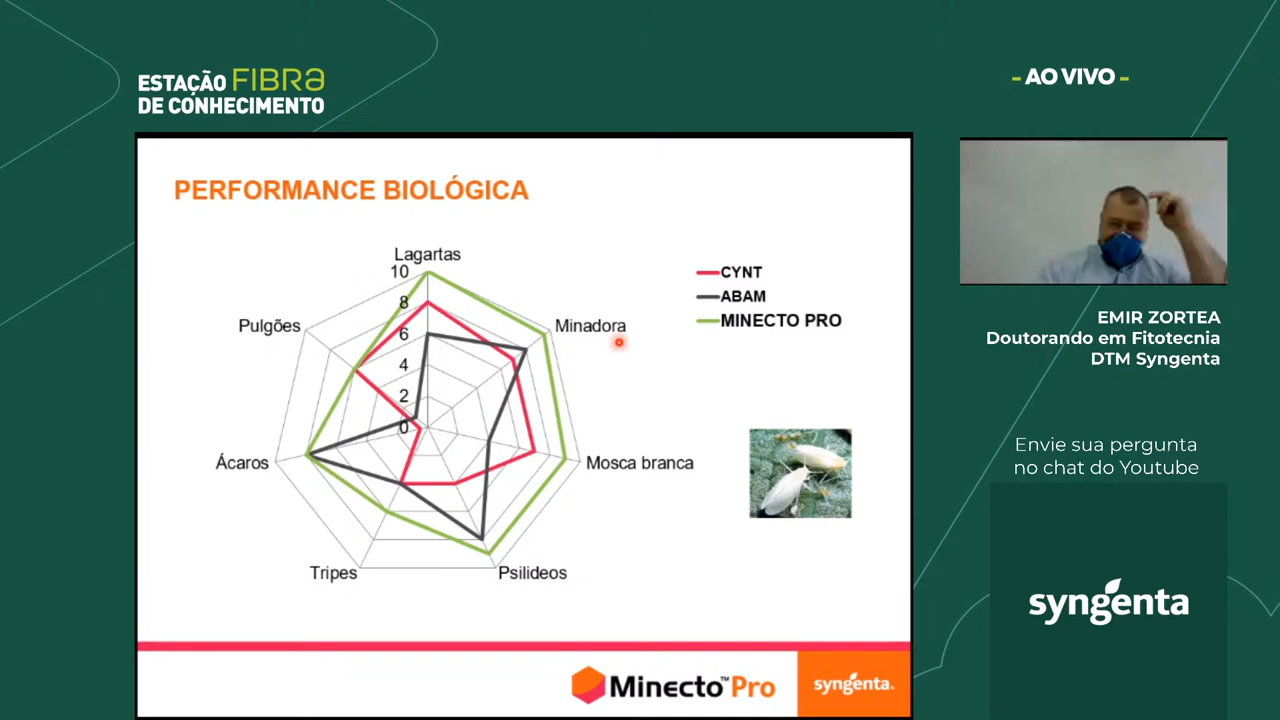 ESTAÇÃO FIBRA
DE CONHECIMENTO
- AO VIVO -
PERFORMANCE BIOLÓGICA
Lagartas
10
8
6
4
2
0
Pulgões
Minadora
Ácaros
Mosca branca
Tripes
Psilideos
CYNT
ABAM
MINECTO PRO
Minecto™ Pro
syngenta.
EMIR ZORTEA
Doutorando em Fitotecnia
DTM Syngenta
Envie sua pergunta
no chat do Youtube
syngenta